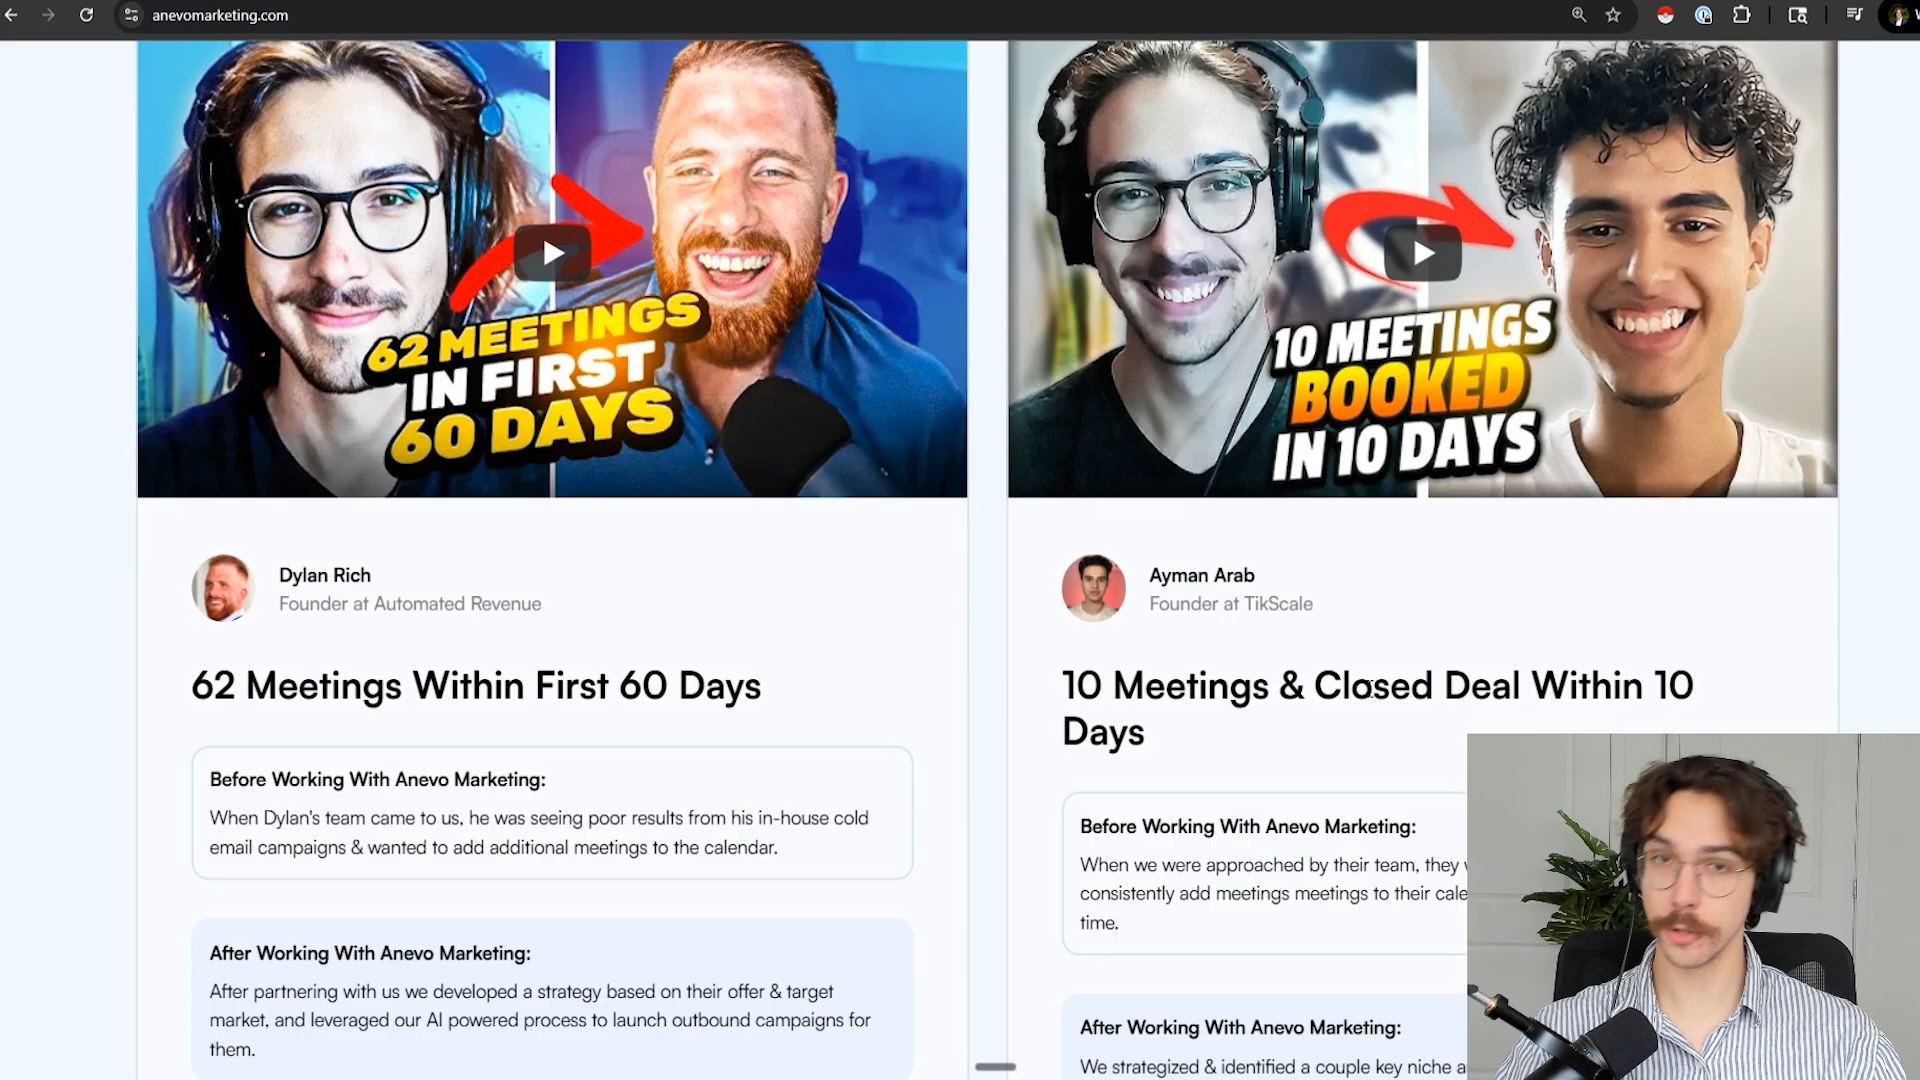 anevomarketing.com
62 MEETINGS
IN FIRST
60 DAYS
10 MEETINGS
BOOKED
IN 10 DAYS
Dylan Rich
Founder at Automated Revenue
62 Meetings Within First 60 Days
Before Working With Anevo Marketing:
When Dylan's team came to us, he was seeing poor results from his in-house cold
email campaigns & wanted to add additional meetings to the calendar.
After Working With Anevo Marketing:
After partnering with us we developed a strategy based on their offer & target
market, and leveraged our AI powered process to launch outbound campaigns for
them.
Ayman Arab
Founder at TikScale
10 Meetings & Closed Deal Within 10
Days
Before Working With Anevo Marketing:
When we were approached by their team, they
consistently add meetings meetings to their cale
time.
After Working With Anevo Marketing:
We strategized & identified a couple key niche a